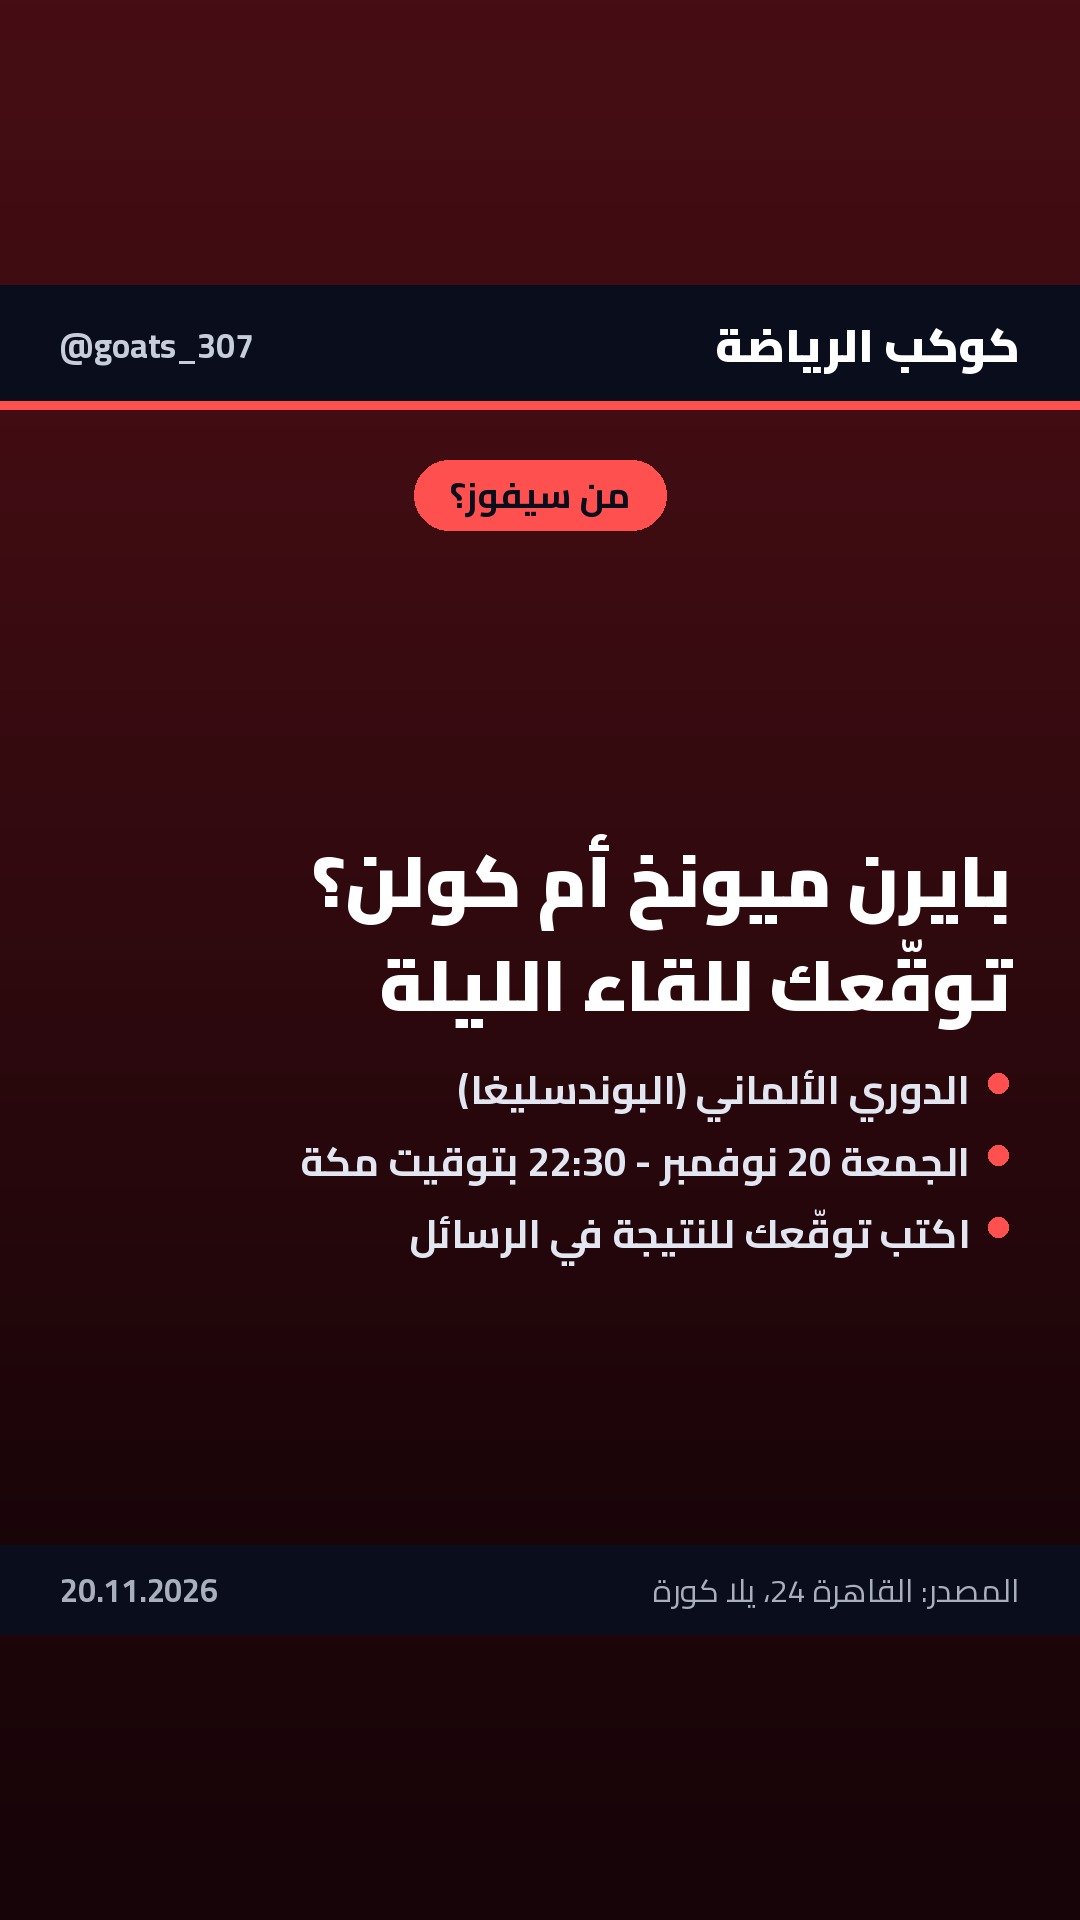 كوكب الرياضة
@goats_307
من سيفوز؟
بايرن ميونخ أم كولن؟
توقّعك للقاء الليلة
الدوري الألماني (البوندسليغا)
الجمعة 20 نوفمبر - 22:30 بتوقيت مكة
اكتب توقّعك للنتيجة في الرسائل
المصدر: القاهرة 24، يلا كورة
20.11.2026